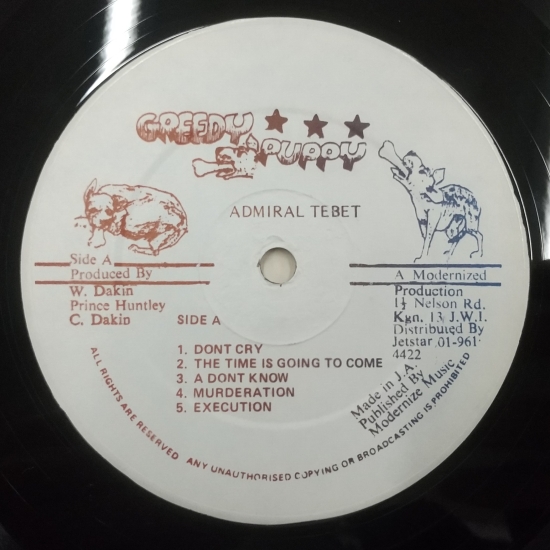 GREEDY PUPPY
ADMIRAL TEBET
Side A
Produced By
W. Dakin
Prince Huntley
C. Dakin
SIDE A
1. DONT CRY
2. THE TIME IS GOING TO COME
3. A DONT KNOW
4. MURDERATION
5. EXECUTION
A Modernized
Production
1½ Nelson Rd.
Kgn. 13 J.W.I.
Distributed By
Jetstar 01-961-
4422
Made in J.A.
Published By
Modernize Music
ALL RIGHTS ARE RESERVED ANY UNAUTHORISED COPYING OR BROADCASTING IS PROHIBITED